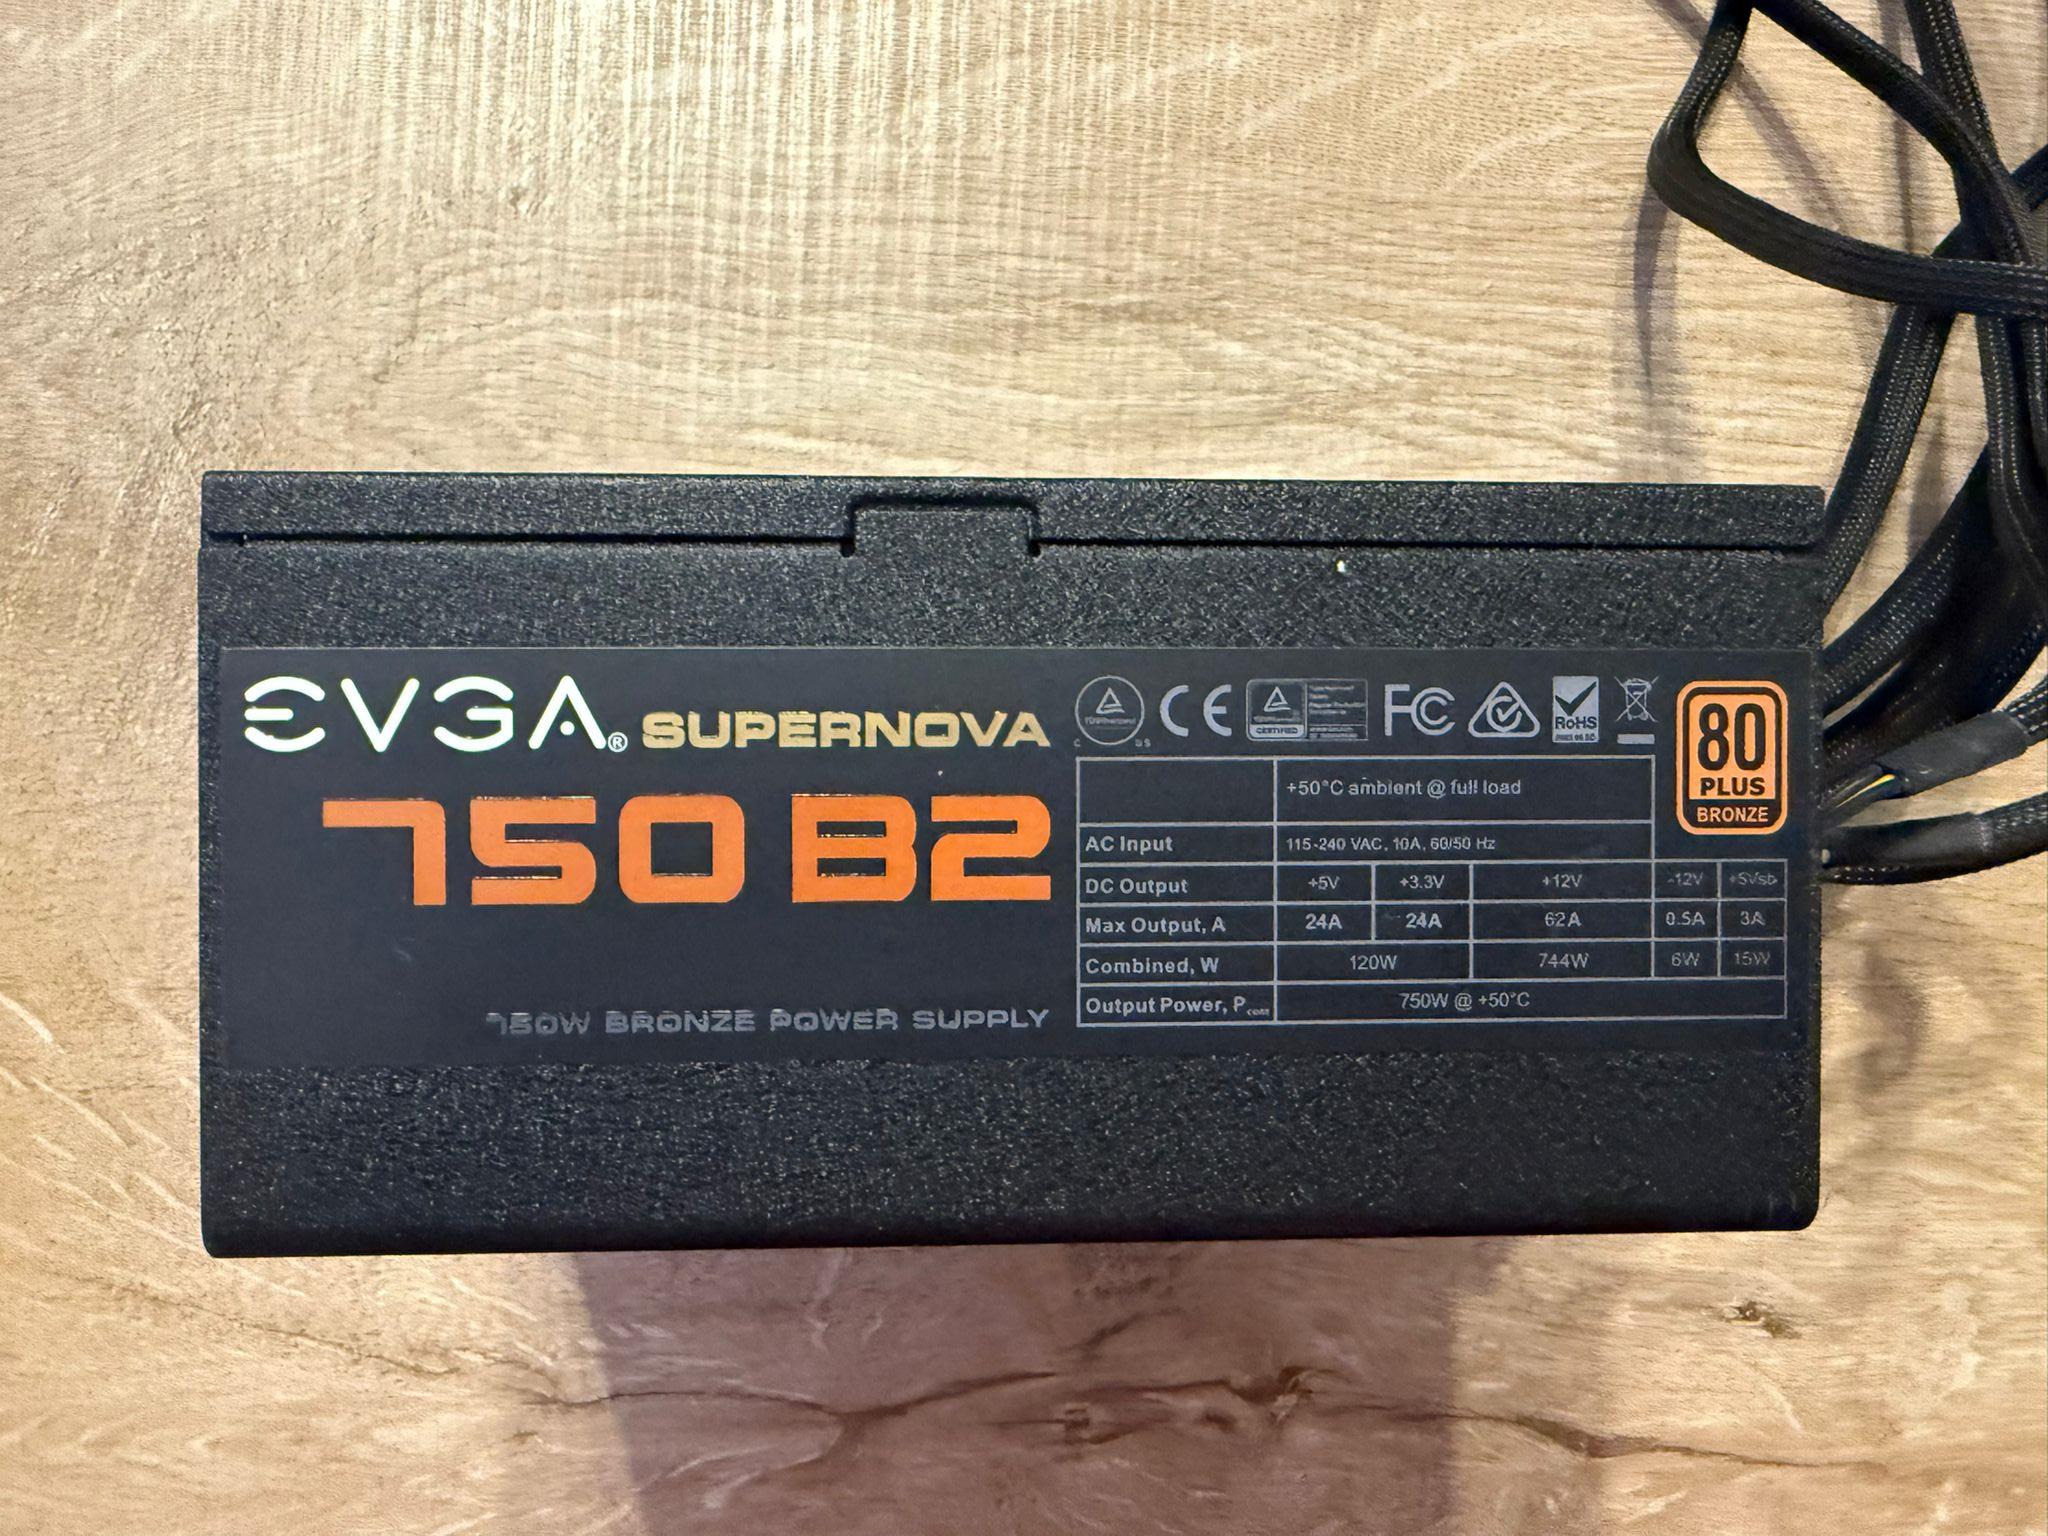 EVGA® SUPERNOVA
750 B2
750W BRONZE POWER SUPPLY
CE
CERTIFIED
FC
RoHS
80
PLUS
BRONZE
+50°C ambient @ full load
AC Input 115-240 VAC, 10A, 60/50 Hz
DC Output +5V +3.3V +12V -12V +5Vsb
Max Output, A 24A 24A 62A 0.5A 3A
Combined, W 120W 744W 6W 15W
Output Power, P 750W @ +50°C